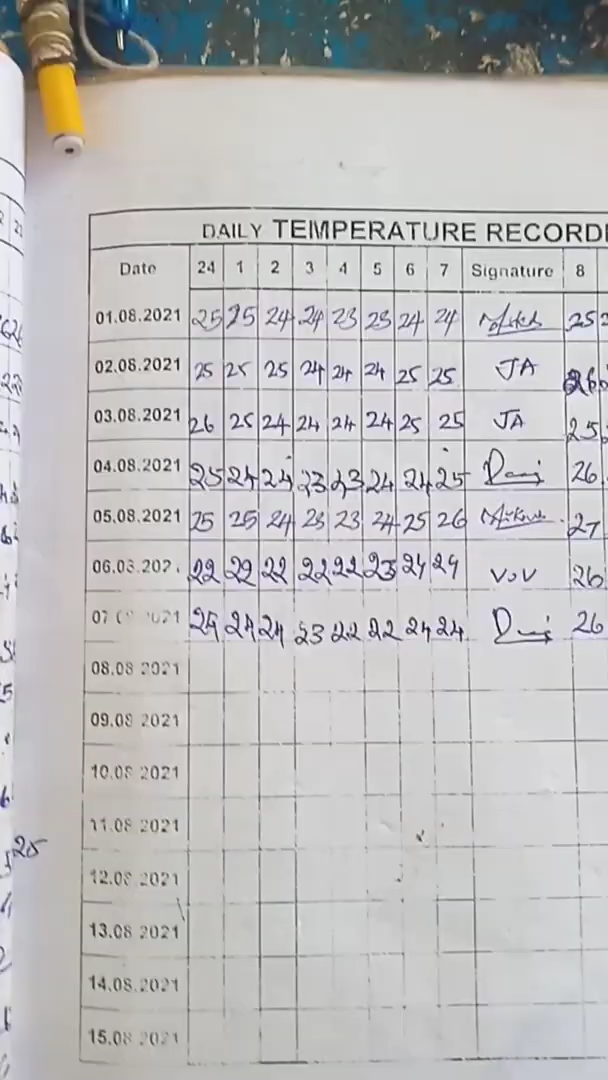 DAILY TEMPERATURE RECORD
Date 24 1 2 3 4 5 6 7 Signature 8
01.08.2021 25 25 24 24 23 23 24 24 25
02.08.2021 25 25 25 24 24 24 25 25 JA 26
03.08.2021 26 25 24 24 24 24 25 25 JA 25
04.08.2021 25 24 24 23 23 24 24 25 26
05.08.2021 25 25 24 23 23 24 25 26 27
22 22 22 22 22 23 24 24 VOV 26
24 24 24 23 22 22 24 24 26
08.08 2021
09.08 2021
10.08 2021
11.08 2021
12.08 2021
13.08 2021
14.08.2021
15.08 2021
25